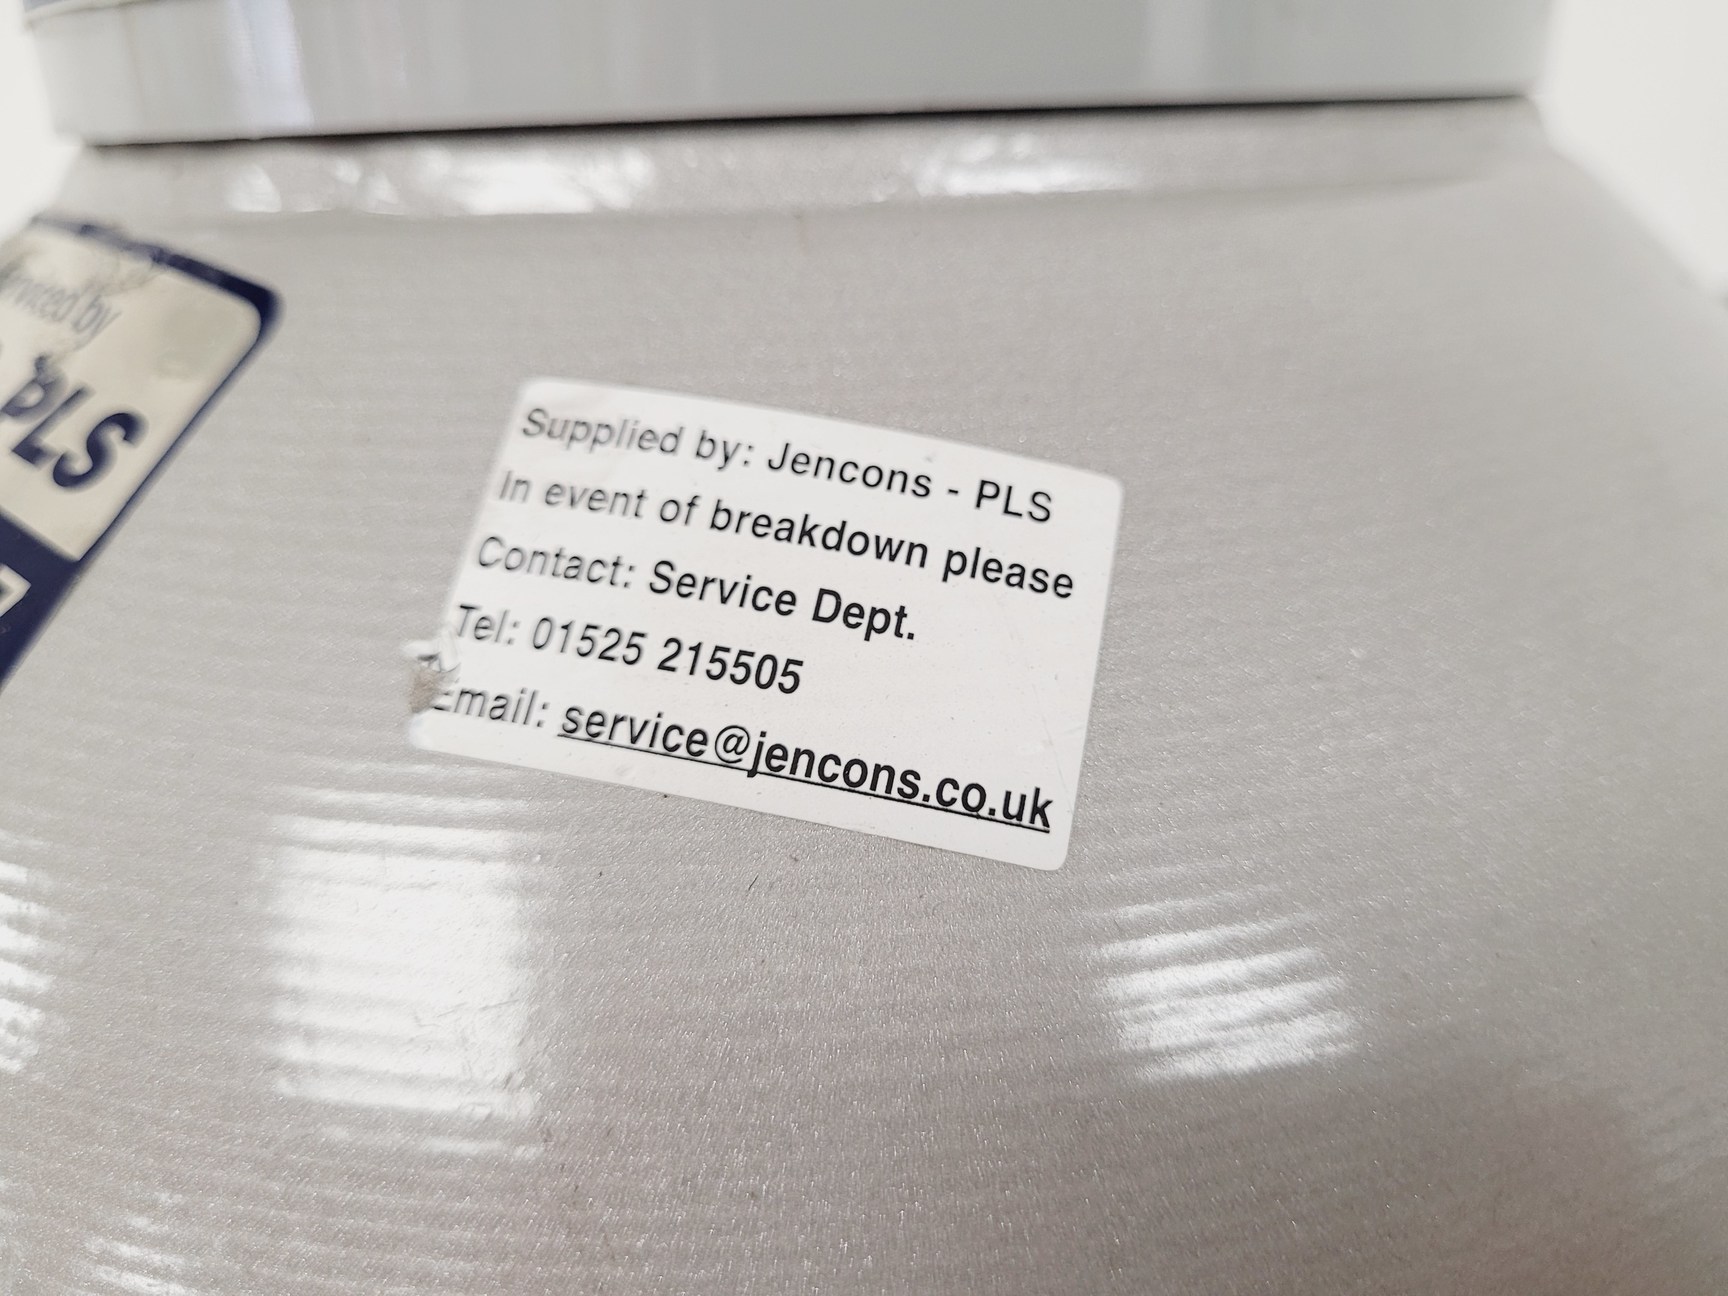 by
PLS
Supplied by: Jencons - PLS
In event of breakdown please
Contact: Service Dept.
Tel: 01525 215505
Email: service@jencons.co.uk